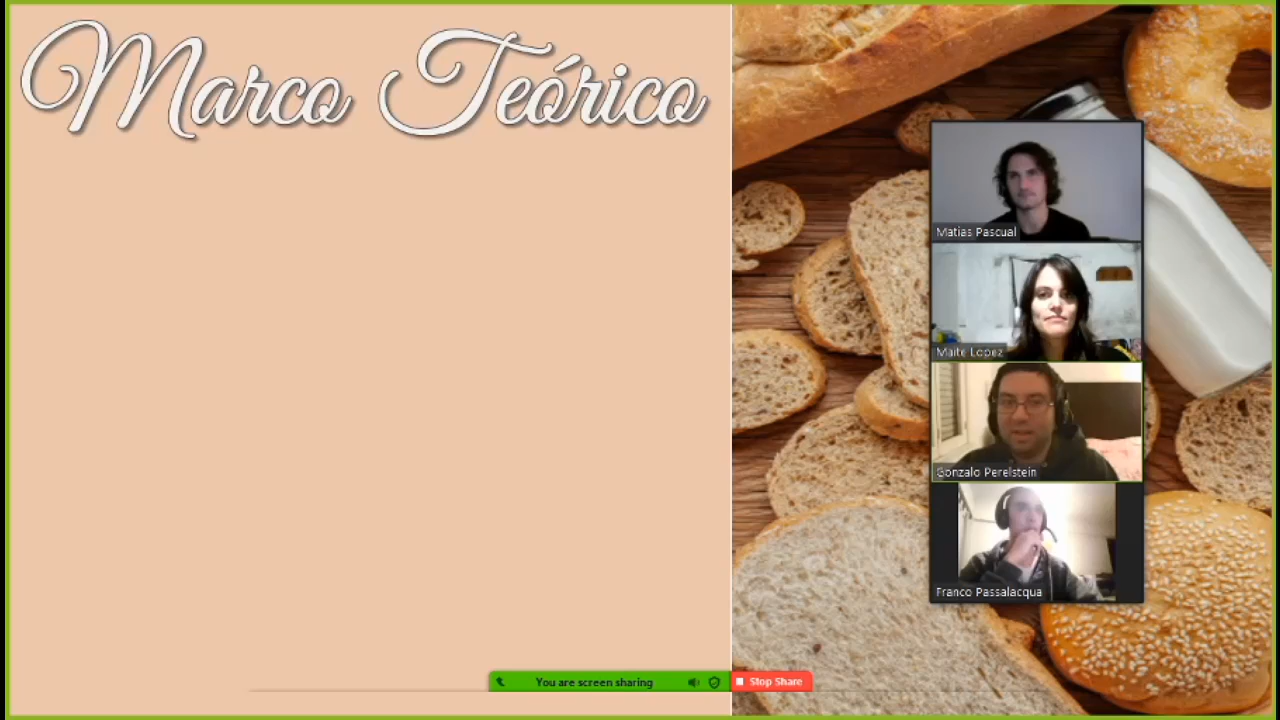 Marco Teórico
Matias Pascual
Maite Lopez
Gonzalo Perelstein
Franco Passalacqua
You are screen sharing
Stop Share